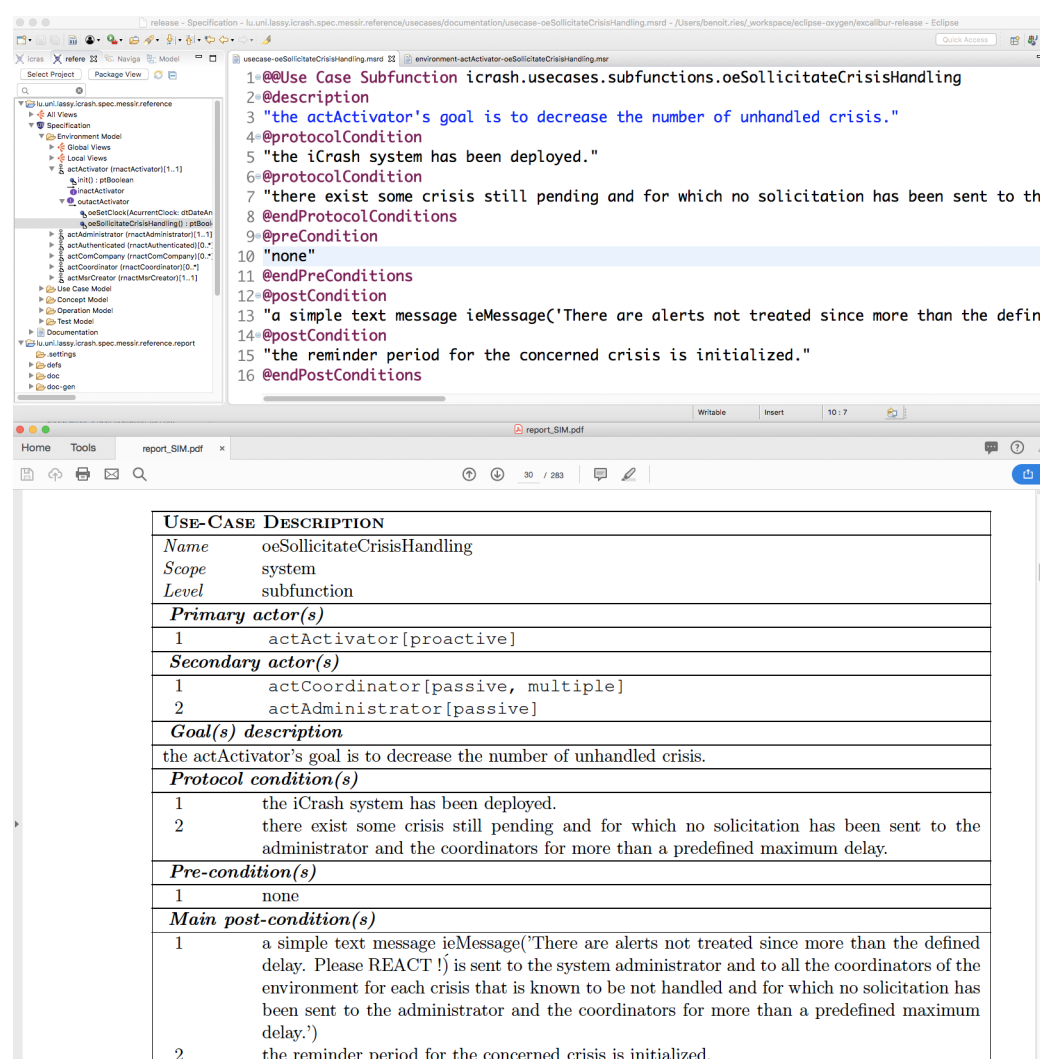 release - Specification - lu.uni.lassy.icrash.spec.messir.reference/usecases/documentation/usecase-oeSollicitateCrisisHandling.msrd - /Users/benoit.ries/_workspace/eclipse-oxygen/excalibur-release - Eclipse
Quick Access
icras refere Naviga Model
usecase-oeSollicitateCrisisHandling.msrd environment-actActivator-oeSollicitateCrisisHandling.msr
Select Project Package View
lu.uni.lassy.icrash.spec.messir.reference
All Views
Specification
Environment Model
Global Views
Local Views
actActivator (rnactActivator)[1..1]
init() : ptBoolean
inactActivator
outactActivator
oeSetClock(AcurrentClock: dtDateAn
oeSollicitateCrisisHandling() : ptBool
actAdministrator (rnactAdministrator)[1..1]
actAuthenticated (rnactAuthenticated)[0..*]
actComCompany (rnactComCompany)[0..*]
actCoordinator (rnactCoordinator)[0..*]
actMsrCreator (rnactMsrCreator)[1..1]
Use Case Model
Concept Model
Operation Model
Test Model
Documentation
lu.uni.lassy.icrash.spec.messir.reference.report
.settings
defs
doc
doc-gen
1 @@Use Case Subfunction icrash.usecases.subfunctions.oeSollicitateCrisisHandling
2 @description
3 "the actActivator's goal is to decrease the number of unhandled crisis."
4 @protocolCondition
5 "the iCrash system has been deployed."
6 @protocolCondition
7 "there exist some crisis still pending and for which no solicitation has been sent to th
8 @endProtocolConditions
9 @preCondition
10 "none"
11 @endPreConditions
12 @postCondition
13 "a simple text message ieMessage('There are alerts not treated since more than the defin
14 @postCondition
15 "the reminder period for the concerned crisis is initialized."
16 @endPostConditions
Writable Insert 10 : 7
report_SIM.pdf
Home Tools report_SIM.pdf ×
30 / 283
USE-CASE DESCRIPTION
Name oeSollicitateCrisisHandling
Scope system
Level subfunction
Primary actor(s)
1 actActivator[proactive]
Secondary actor(s)
1 actCoordinator[passive, multiple]
2 actAdministrator[passive]
Goal(s) description
the actActivator's goal is to decrease the number of unhandled crisis.
Protocol condition(s)
1 the iCrash system has been deployed.
2 there exist some crisis still pending and for which no solicitation has been sent to the
administrator and the coordinators for more than a predefined maximum delay.
Pre-condition(s)
1 none
Main post-condition(s)
1 a simple text message ieMessage('There are alerts not treated since more than the defined
delay. Please REACT !)́ is sent to the system administrator and to all the coordinators of the
environment for each crisis that is known to be not handled and for which no solicitation has
been sent to the administrator and the coordinators for more than a predefined maximum
delay.')
2 the reminder period for the concerned crisis is initialized.